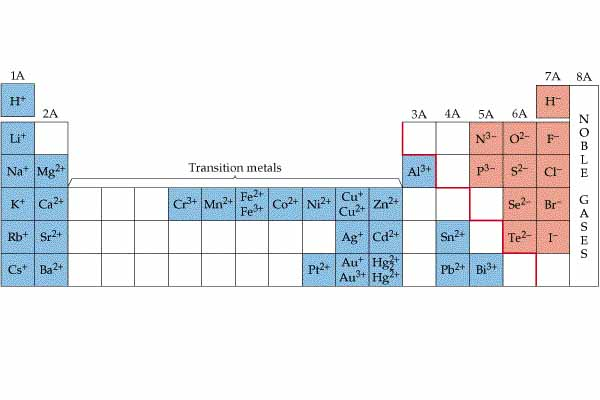 1A 7A 8A
H⁺ H⁻
2A 3A 4A 5A 6A
Li⁺ N³⁻ O²⁻ F⁻
Na⁺ Mg²⁺ Transition metals Al³⁺ P³⁻ S²⁻ Cl⁻
K⁺ Ca²⁺ Cr³⁺ Mn²⁺ Fe²⁺ Fe³⁺ Co²⁺ Ni²⁺ Cu⁺ Cu²⁺ Zn²⁺ Se²⁻ Br⁻
Rb⁺ Sr²⁺ Ag⁺ Cd²⁺ Sn²⁺ Te²⁻ I⁻
Cs⁺ Ba²⁺ Pt²⁺ Au⁺ Au³⁺ Hg₂²⁺ Hg²⁺ Pb²⁺ Bi³⁺
NOBLE GASES